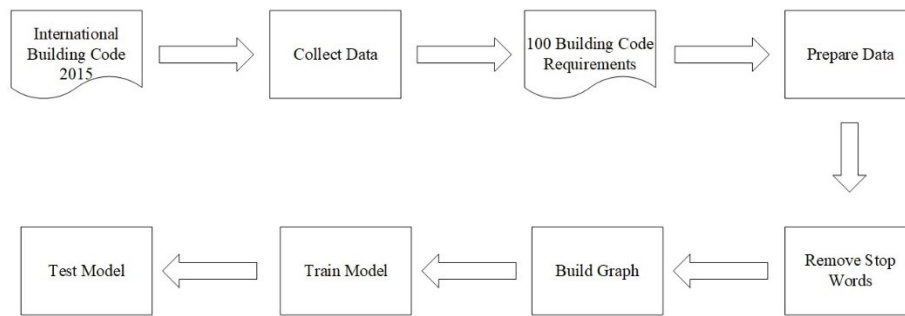 International
Building Code
2015
Collect Data
100 Building Code
Requirements
Prepare Data
Remove Stop
Words
Build Graph
Train Model
Test Model